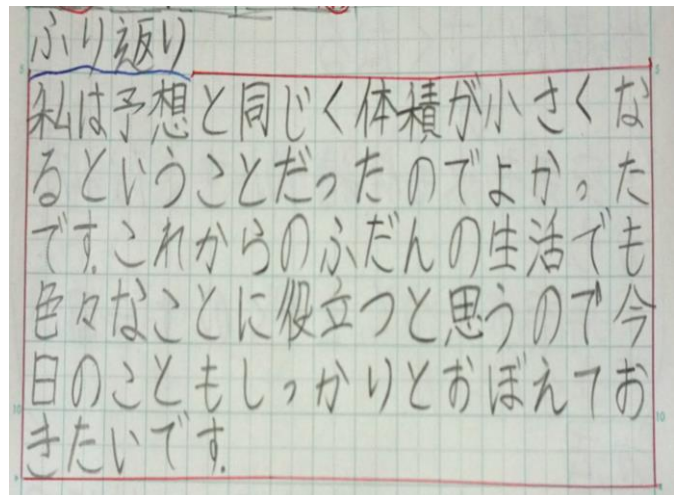 ふり返り
私は予想と同じく体積が小さくな
るということだったのでよかった
です。これからのふだんの生活でも
色々なことに役立つと思うので今
日のこともしっかりとおぼえてお
きたいです。